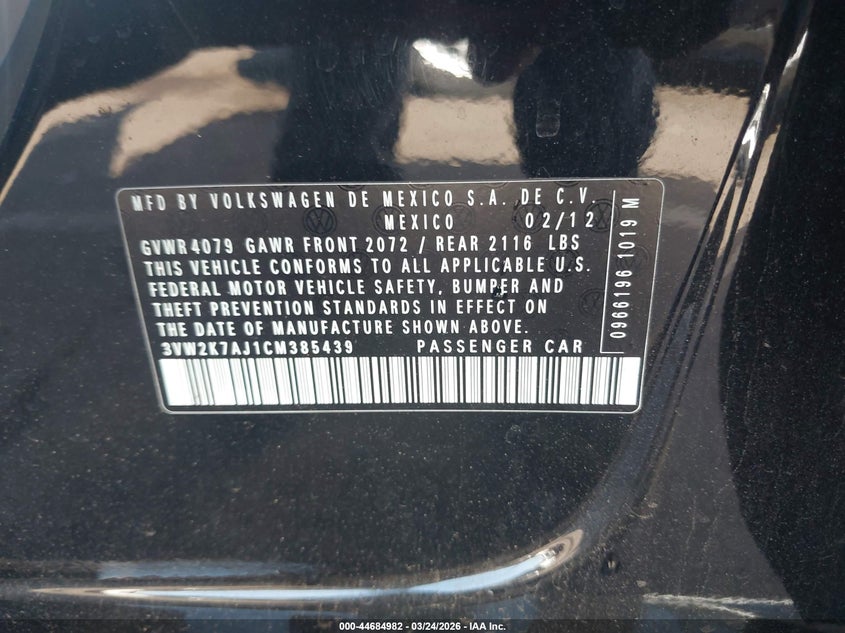 MFD BY VOLKSWAGEN DE MEXICO S.A. DE C.V.
MEXICO 02/12
GVWR 4079 GAWR FRONT 2072 / REAR 2116 LBS
THIS VEHICLE CONFORMS TO ALL APPLICABLE U.S.
FEDERAL MOTOR VEHICLE SAFETY, BUMPER AND
THEFT PREVENTION STANDARDS IN EFFECT ON
THE DATE OF MANUFACTURE SHOWN ABOVE.
3VW2K7AJ1CM385439 PASSENGER CAR
0966196 1019 M
000-44684982 - 03/24/2026 - IAA Inc.